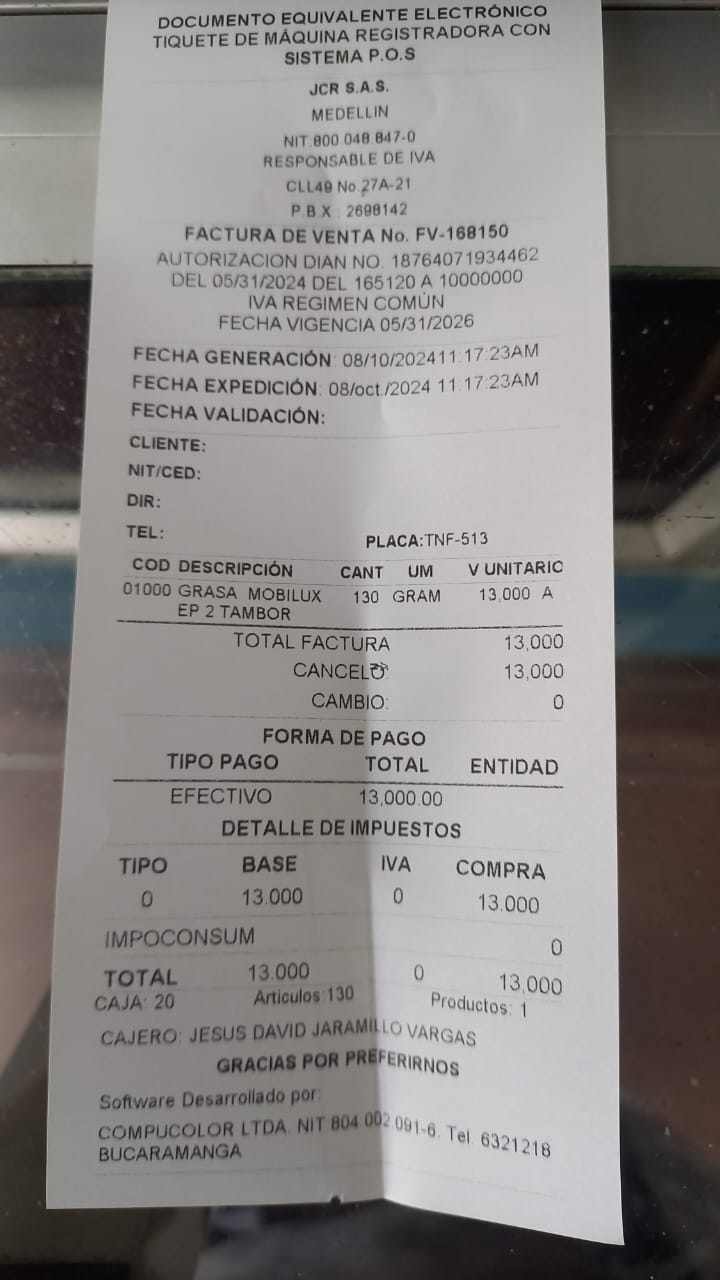 DOCUMENTO EQUIVALENTE ELECTRÓNICO
TIQUETE DE MÁQUINA REGISTRADORA CON
SISTEMA P.O.S
JCR S.A.S.
MEDELLIN
NIT.800 048 847-0
RESPONSABLE DE IVA
CLL49 No 27A-21
P.B.X : 2698142
FACTURA DE VENTA No. FV-168150
AUTORIZACION DIAN NO. 18764071934462
DEL 05/31/2024 DEL 165120 A 10000000
IVA REGIMEN COMÚN
FECHA VIGENCIA 05/31/2026
FECHA GENERACIÓN: 08/10/202411:17:23AM
FECHA EXPEDICIÓN: 08/oct./2024 11:17:23AM
FECHA VALIDACIÓN:
CLIENTE:
NIT/CED:
DIR:
TEL: PLACA:TNF-513
COD DESCRIPCIÓN CANT UM V UNITARIO
01000 GRASA MOBILUX 130 GRAM 13,000 A
EP 2 TAMBOR
TOTAL FACTURA 13,000
CANCELÓ: 13,000
CAMBIO: 0
FORMA DE PAGO
TIPO PAGO TOTAL ENTIDAD
EFECTIVO 13,000.00
DETALLE DE IMPUESTOS
TIPO BASE IVA COMPRA
0 13.000 0 13.000
IMPOCONSUM 0
TOTAL 13.000 0 13,000
CAJA: 20 Articulos:130 Productos: 1
CAJERO: JESUS DAVID JARAMILLO VARGAS
GRACIAS POR PREFERIRNOS
Software Desarrollado por:
COMPUCOLOR LTDA. NIT:804.002.091-6. Tel. 6321218
BUCARAMANGA